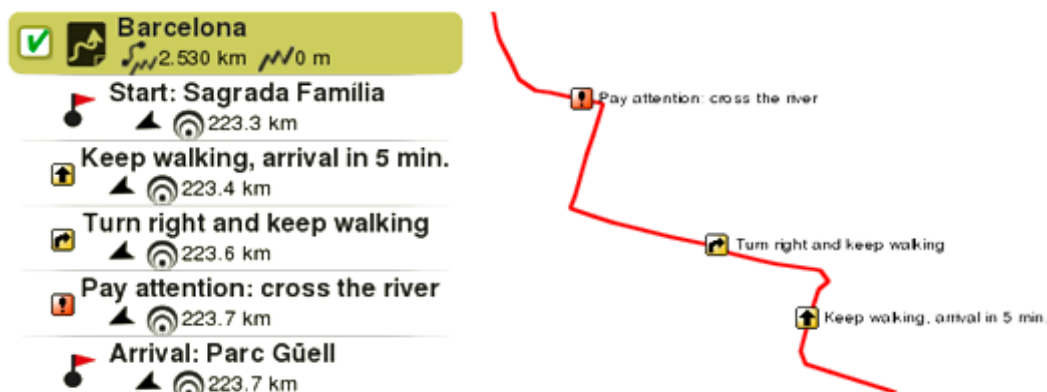 Barcelona
2.530 km 0 m
Start: Sagrada Família
223.3 km
Keep walking, arrival in 5 min.
223.4 km
Turn right and keep walking
223.6 km
Pay attention: cross the river
223.7 km
Arrival: Parc Gűell
223.7 km
Pay attention: cross the river
Turn right and keep walking
Keep walking, arrival in 5 min.